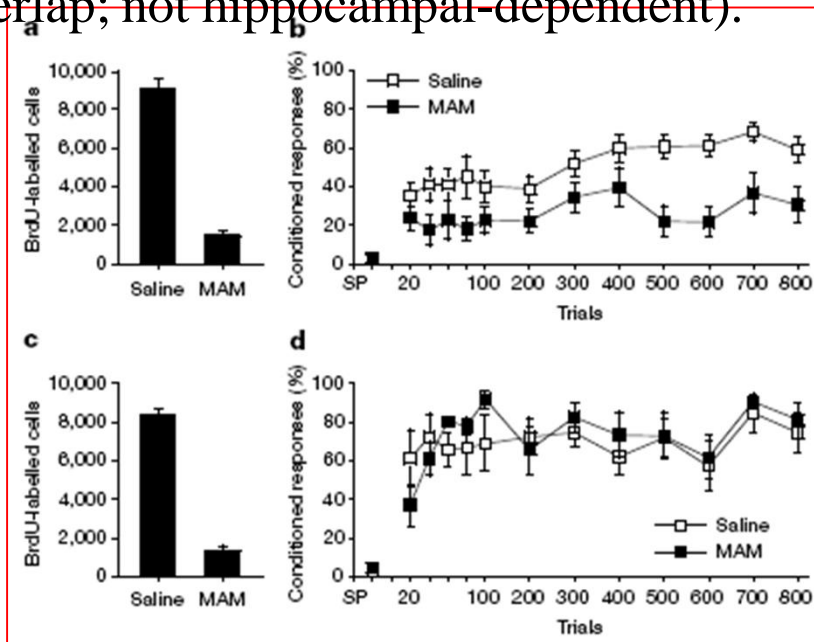 erlap; not hippocampal-dependent).
a
BrdU-labelled cells
10,000
8,000
6,000
4,000
2,000
0
Saline MAM
b
Conditioned responses (%)
100
80
60
40
20
0
Saline
MAM
SP 20 100 200 300 400 500 600 700 800
Trials
c
BrdU-labelled cells
10,000
8,000
6,000
4,000
2,000
0
Saline MAM
d
Conditioned responses (%)
100
80
60
40
20
0
Saline
MAM
SP 20 100 200 300 400 500 600 700 800
Trials